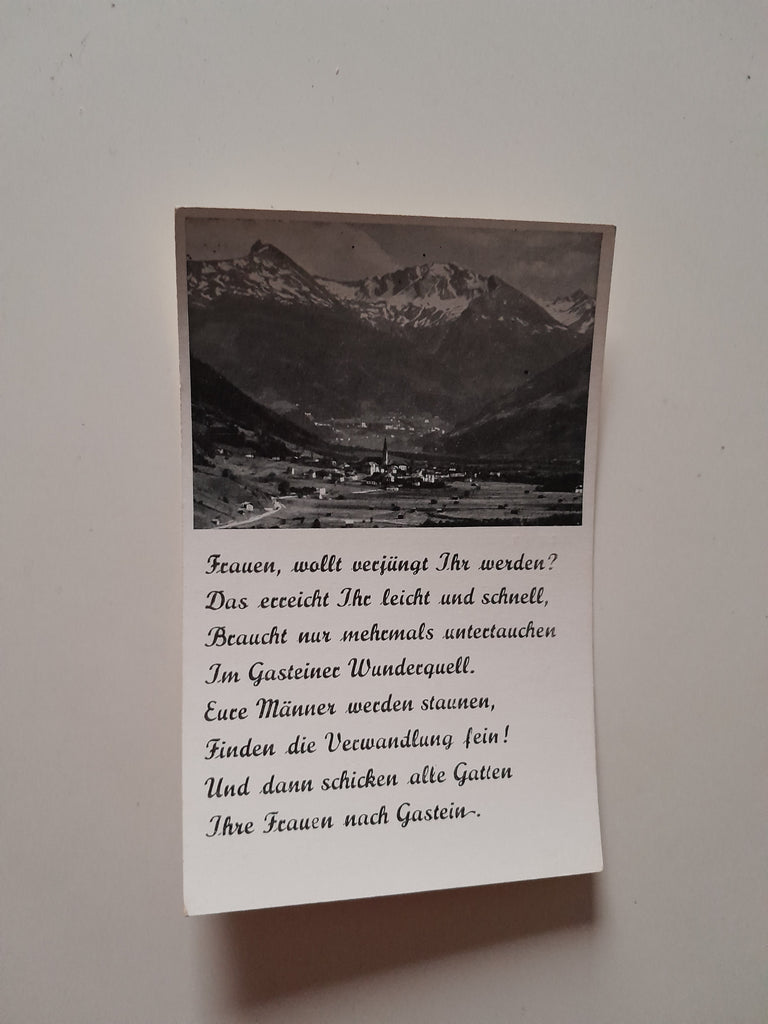 Frauen, wollt verjüngt Ihr werden?
Das erreicht Ihr leicht und schnell,
Braucht nur mehrmals untertauchen
Im Gasteiner Wunderquell.
Eure Männer werden staunen,
Finden die Verwandlung fein!
Und dann schicken alle Gatten
Ihre Frauen nach Gastein.